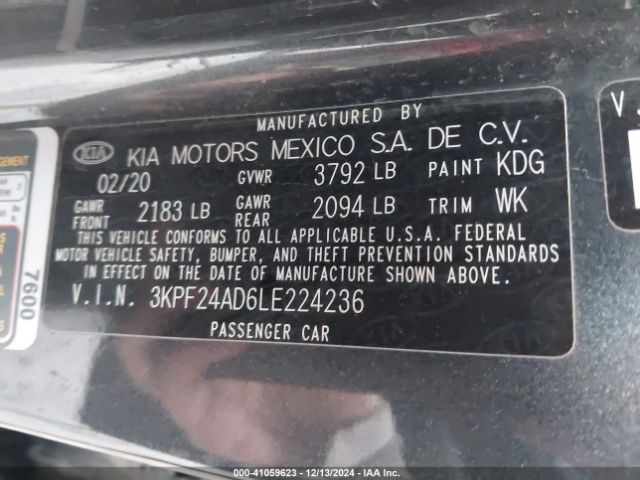 MANUFACTURED BY
KIA KIA MOTORS MEXICO S.A. DE C.V.
02/20 GVWR 3792 LB PAINT KDG
GAWR FRONT 2183 LB GAWR REAR 2094 LB TRIM WK
THIS VEHICLE CONFORMS TO ALL APPLICABLE U.S.A. FEDERAL
MOTOR VEHICLE SAFETY, BUMPER, AND THEFT PREVENTION STANDARDS
IN EFFECT ON THE DATE OF MANUFACTURE SHOWN ABOVE.
V.I.N. 3KPF24AD6LE224236
PASSENGER CAR
7600
V.
000-41059623 - 12/13/2024 - IAA Inc.